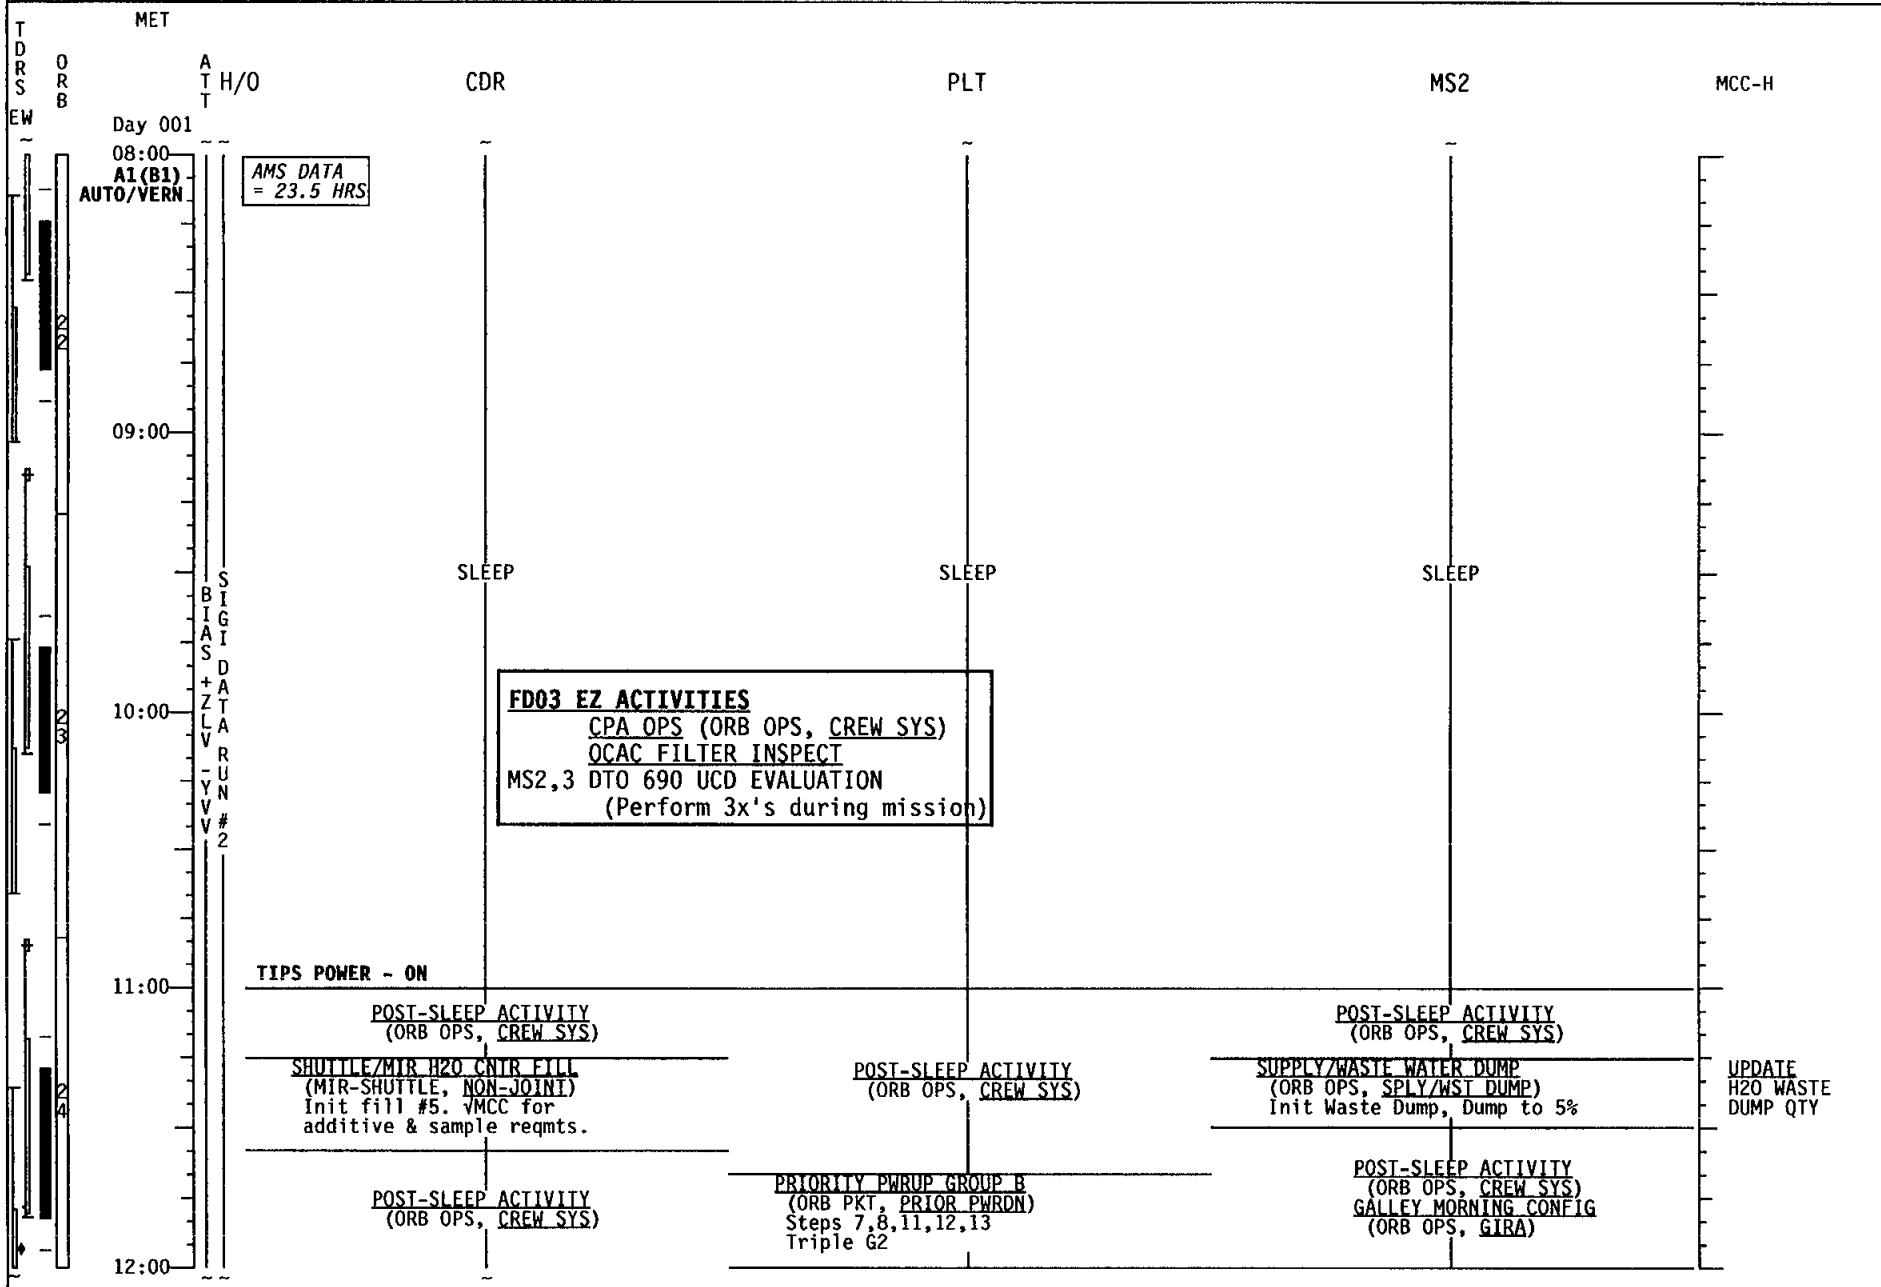 MET
TDRS
ORB
ATT
H/O
CDR
PLT
MS2
MCC-H
EW
Day 001
08:00
A1(B1)
AUTO/VERN
AMS DATA
= 23.5 HRS
22
09:00
SLEEP
SLEEP
SLEEP
BIAS +ZLV -YVV
SIGI DATA RUN #2
FD03 EZ ACTIVITIES
CPA OPS (ORB OPS, CREW SYS)
OCAC FILTER INSPECT
MS2,3 DTO 690 UCD EVALUATION
(Perform 3x's during mission)
10:00
23
TIPS POWER - ON
11:00
POST-SLEEP ACTIVITY
(ORB OPS, CREW SYS)
SHUTTLE/MIR H2O CNTR FILL
(MIR-SHUTTLE, NON-JOINT)
Init fill #5. √MCC for
additive & sample reqmts.
POST-SLEEP ACTIVITY
(ORB OPS, CREW SYS)
POST-SLEEP ACTIVITY
(ORB OPS, CREW SYS)
PRIORITY PWRUP GROUP B
(ORB PKT, PRIOR PWRDN)
Steps 7,8,11,12,13
Triple G2
POST-SLEEP ACTIVITY
(ORB OPS, CREW SYS)
SUPPLY/WASTE WATER DUMP
(ORB OPS, SPLY/WST DUMP)
Init Waste Dump, Dump to 5%
POST-SLEEP ACTIVITY
(ORB OPS, CREW SYS)
GALLEY MORNING CONFIG
(ORB OPS, GIRA)
UPDATE
H2O WASTE
DUMP QTY
24
12:00